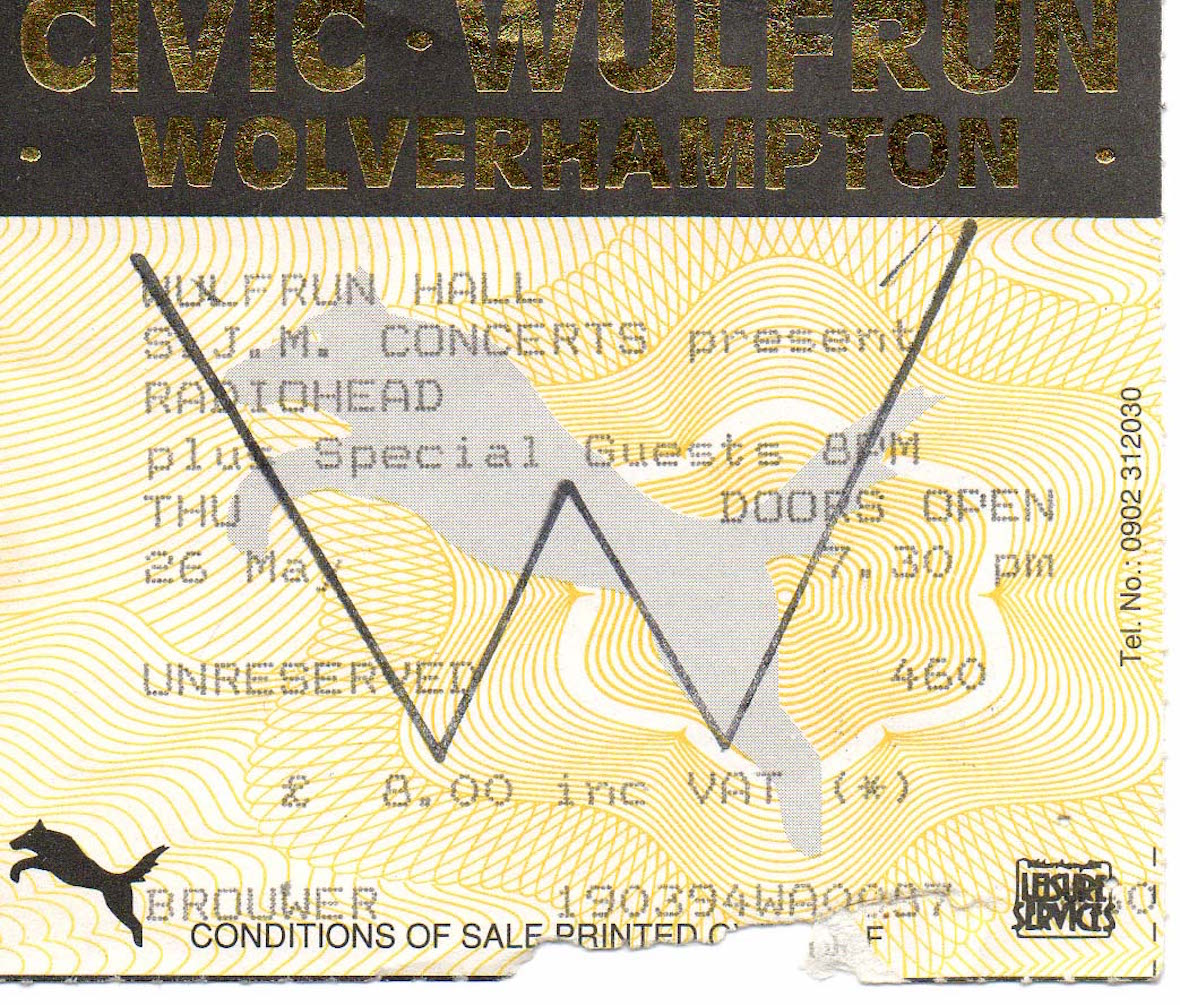 CIVIC · WULFRUN
· WOLVERHAMPTON ·
WULFRUN HALL
S.J.M. CONCERTS present
RADIOHEAD
plus Special Guests 8PM
THU DOORS OPEN
26 May 7.30 pm
UNRESERVED 460
£ 8.00 inc VAT (*)
BROUWER 190394WA0097
CONDITIONS OF SALE PRINTED
LEISURE
SERVICES
Tel. No.: 0902 312030
W